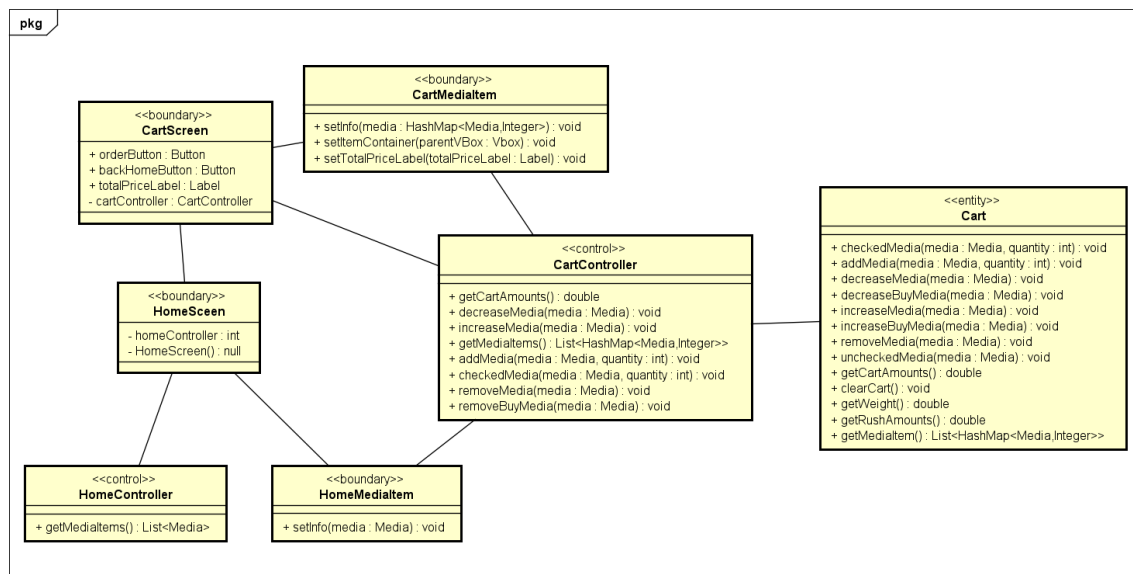 pkg
<<boundary>>
CartMediaItem
+ setInfo(media : HashMap<Media,Integer>) : void
+ setItemContainer(parentVBox : Vbox) : void
+ setTotalPriceLabel(totalPriceLabel : Label) : void
<<boundary>>
CartScreen
+ orderButton : Button
+ backHomeButton : Button
+ totalPriceLabel : Label
- cartController : CartController
<<entity>>
Cart
+ checkedMedia(media : Media, quantity : int) : void
+ addMedia(media : Media, quantity : int) : void
+ decreaseMedia(media : Media) : void
+ decreaseBuyMedia(media : Media) : void
+ increaseMedia(media : Media) : void
+ increaseBuyMedia(media : Media) : void
+ removeMedia(media : Media) : void
+ uncheckedMedia(media : Media) : void
+ getCartAmounts() : double
+ clearCart() : void
+ getWeight() : double
+ getRushAmounts() : double
+ getMediaItem() : List<HashMap<Media,Integer>>
<<control>>
CartController
+ getCartAmounts() : double
+ decreaseMedia(media : Media) : void
+ increaseMedia(media : Media) : void
+ getMediaItems() : List<HashMap<Media,Integer>>
+ addMedia(media : Media, quantity : int) : void
+ checkedMedia(media : Media, quantity : int) : void
+ removeMedia(media : Media) : void
+ removeBuyMedia(media : Media) : void
<<boundary>>
HomeSceen
- homeController : int
- HomeScreen() : null
<<control>>
HomeController
+ getMediaItems() : List<Media>
<<boundary>>
HomeMediaItem
+ setInfo(media : Media) : void